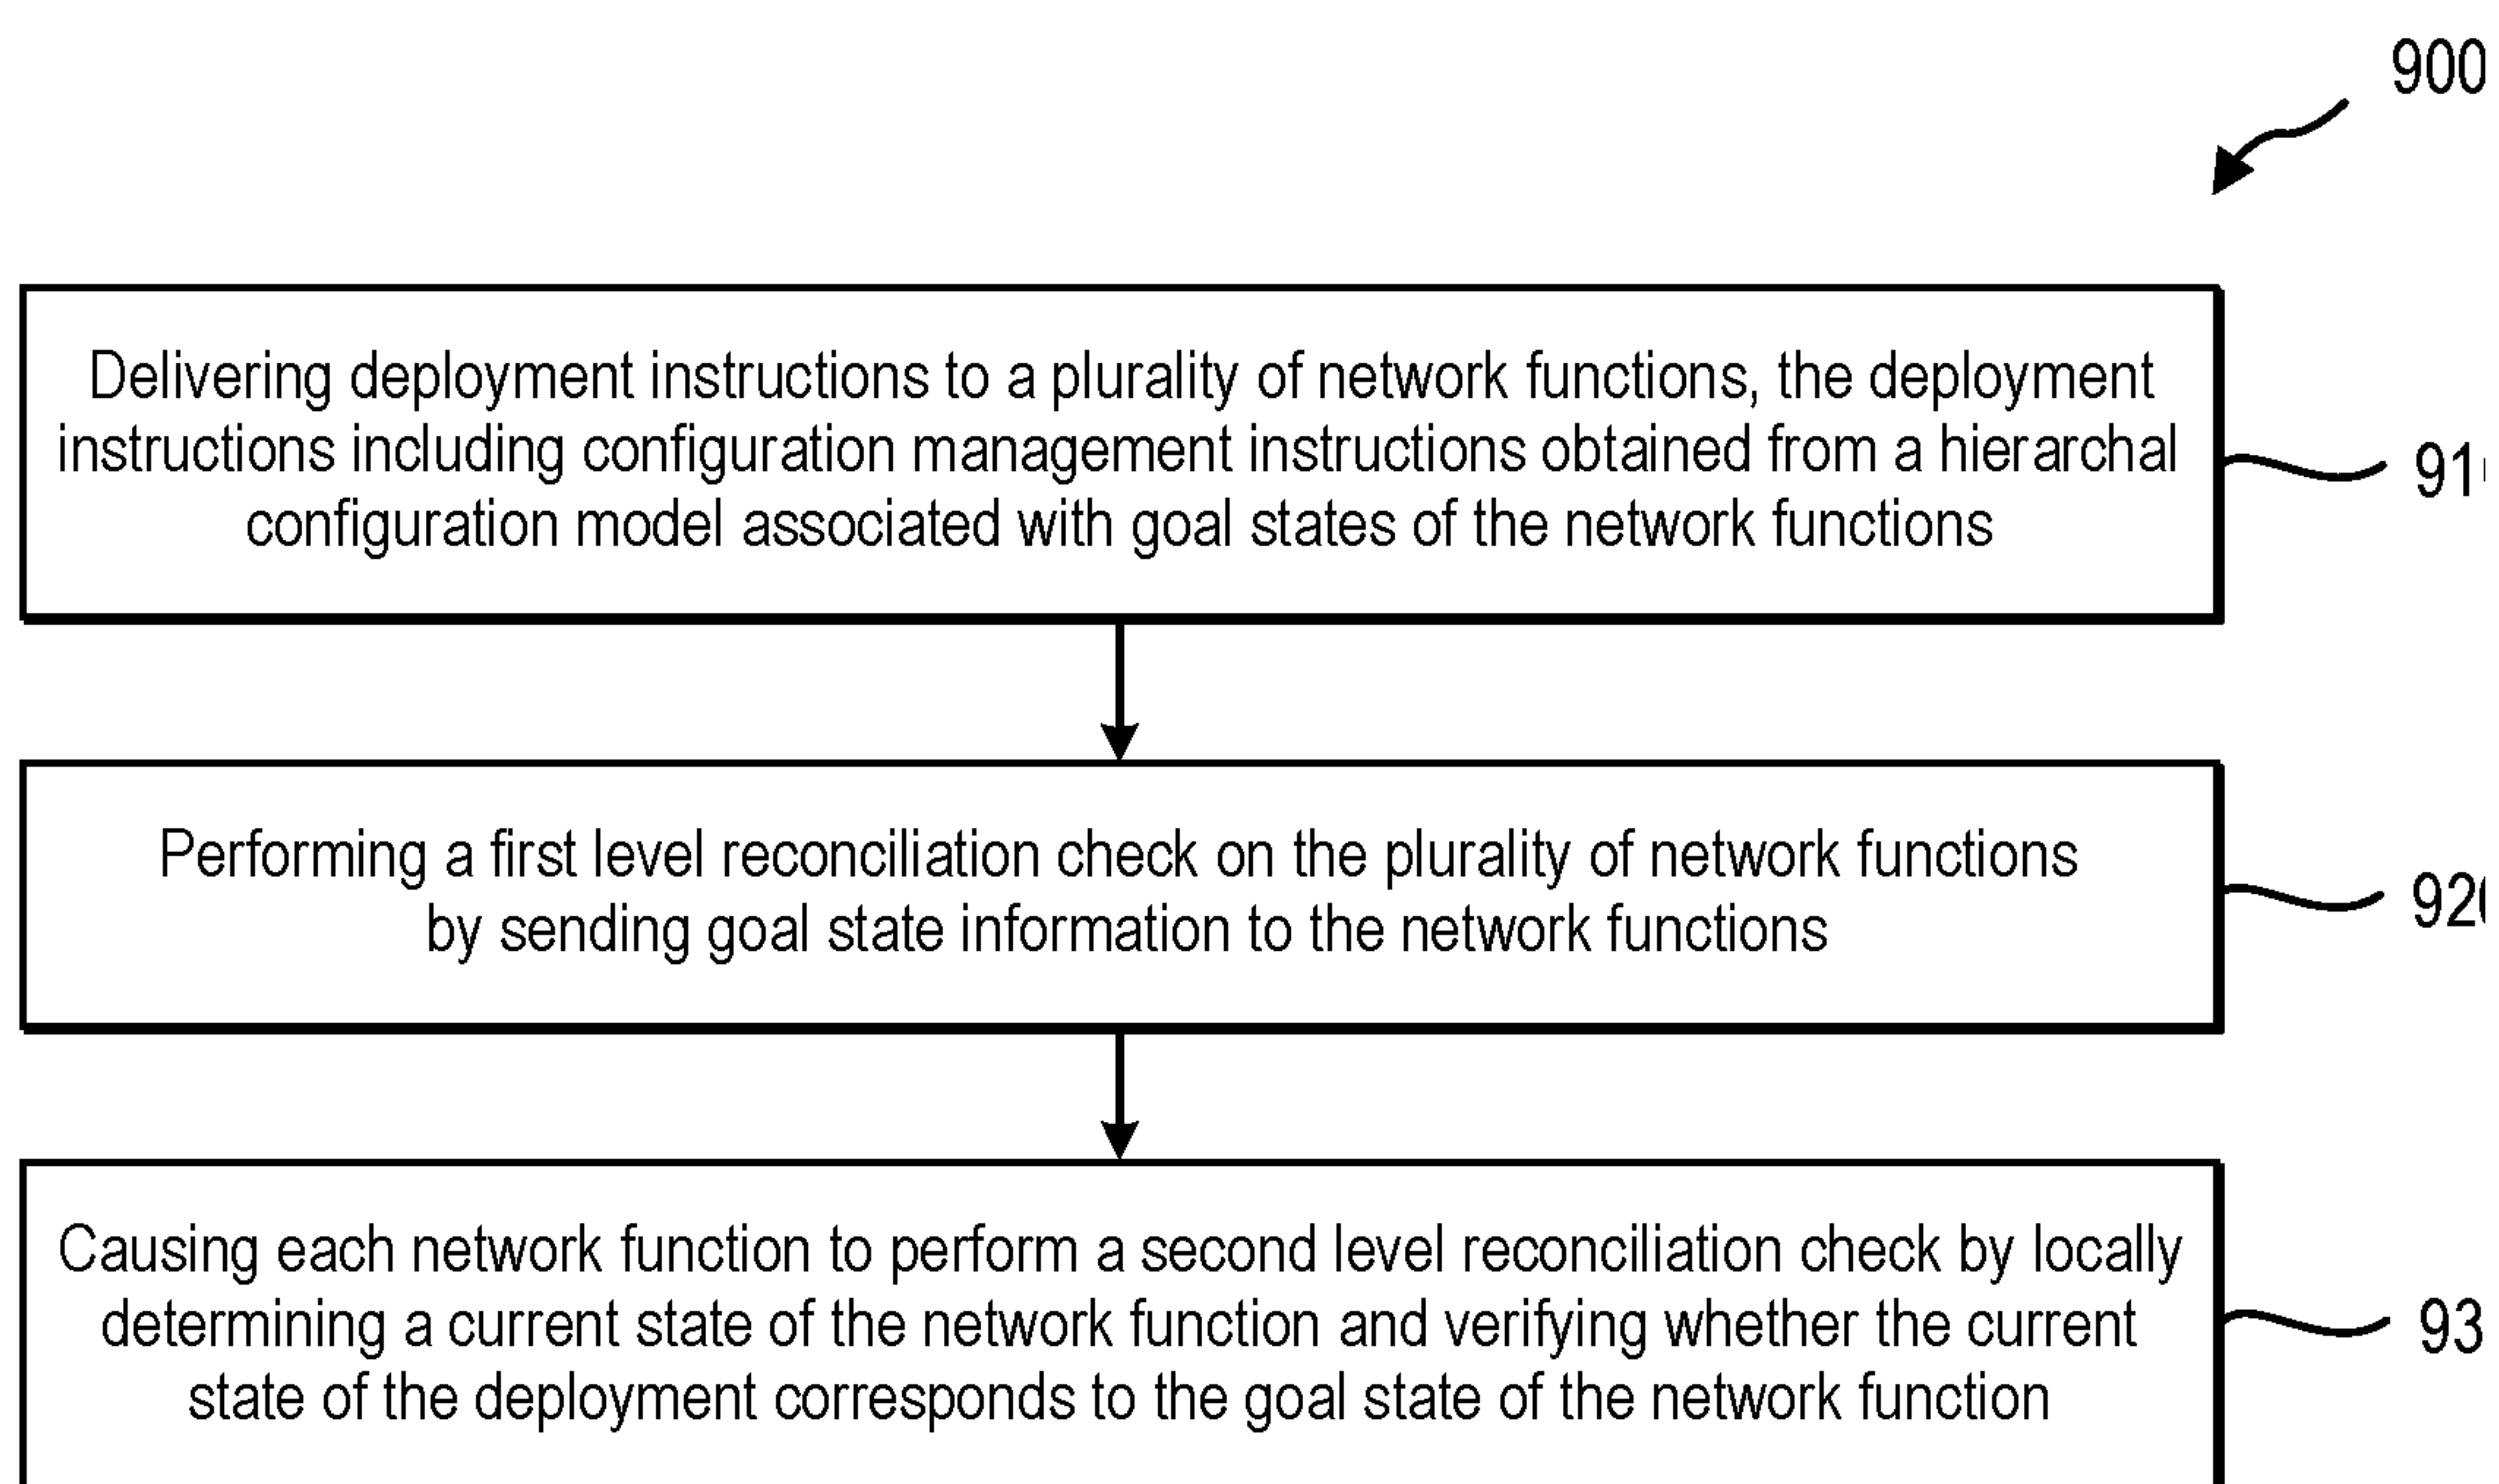 900
Delivering deployment instructions to a plurality of network functions, the deployment
instructions including configuration management instructions obtained from a hierarchal
configuration model associated with goal states of the network functions
91
Performing a first level reconciliation check on the plurality of network functions
by sending goal state information to the network functions
92
Causing each network function to perform a second level reconciliation check by locally
determining a current state of the network function and verifying whether the current
state of the deployment corresponds to the goal state of the network function
93